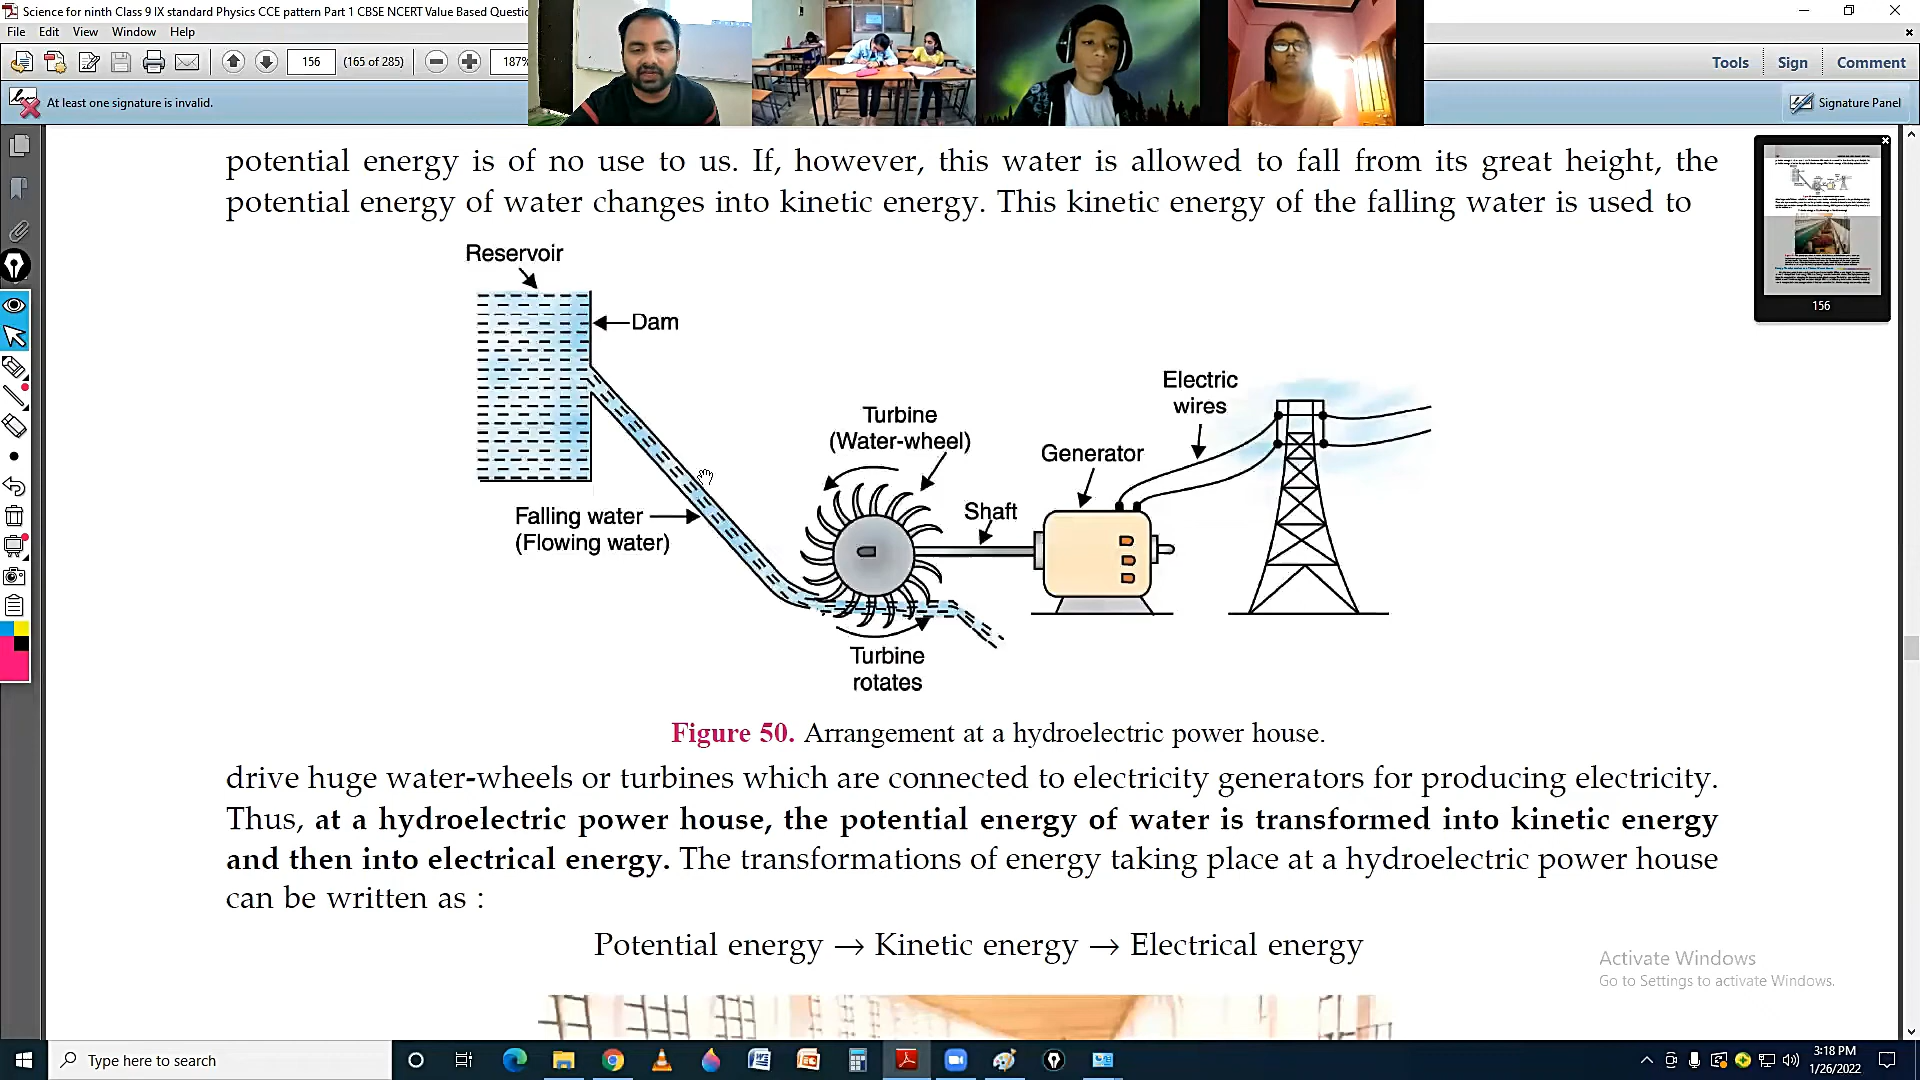 Science for ninth Class 9 IX standard Physics CCE pattern Part 1 CBSE NCERT Value Based
File Edit View Window Help
156 (165 of 285) 187%
Tools Sign Comment
At least one signature is invalid.
Signature Panel
potential energy is of no use to us. If, however, this water is allowed to fall from its great height, the
potential energy of water changes into kinetic energy. This kinetic energy of the falling water is used to
156
Reservoir
Dam
Electric
wires
Turbine
(Water-wheel)
Generator
Shaft
Falling water
(Flowing water)
Turbine
rotates
Figure 50. Arrangement at a hydroelectric power house.
drive huge water-wheels or turbines which are connected to electricity generators for producing electricity.
Thus, at a hydroelectric power house, the potential energy of water is transformed into kinetic energy
and then into electrical energy. The transformations of energy taking place at a hydroelectric power house
can be written as :
Potential energy → Kinetic energy → Electrical energy
Activate Windows
Go to Settings to activate Windows.
Type here to search
3:18 PM
1/26/2022